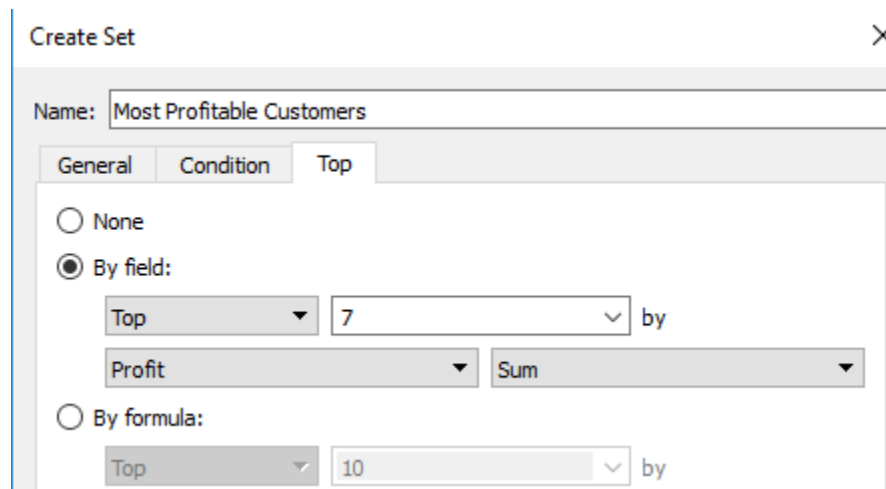 Create Set
Name: Most Profitable Customers
General Condition Top
None
By field:
Top 7 by
Profit Sum
By formula:
Top 10 by